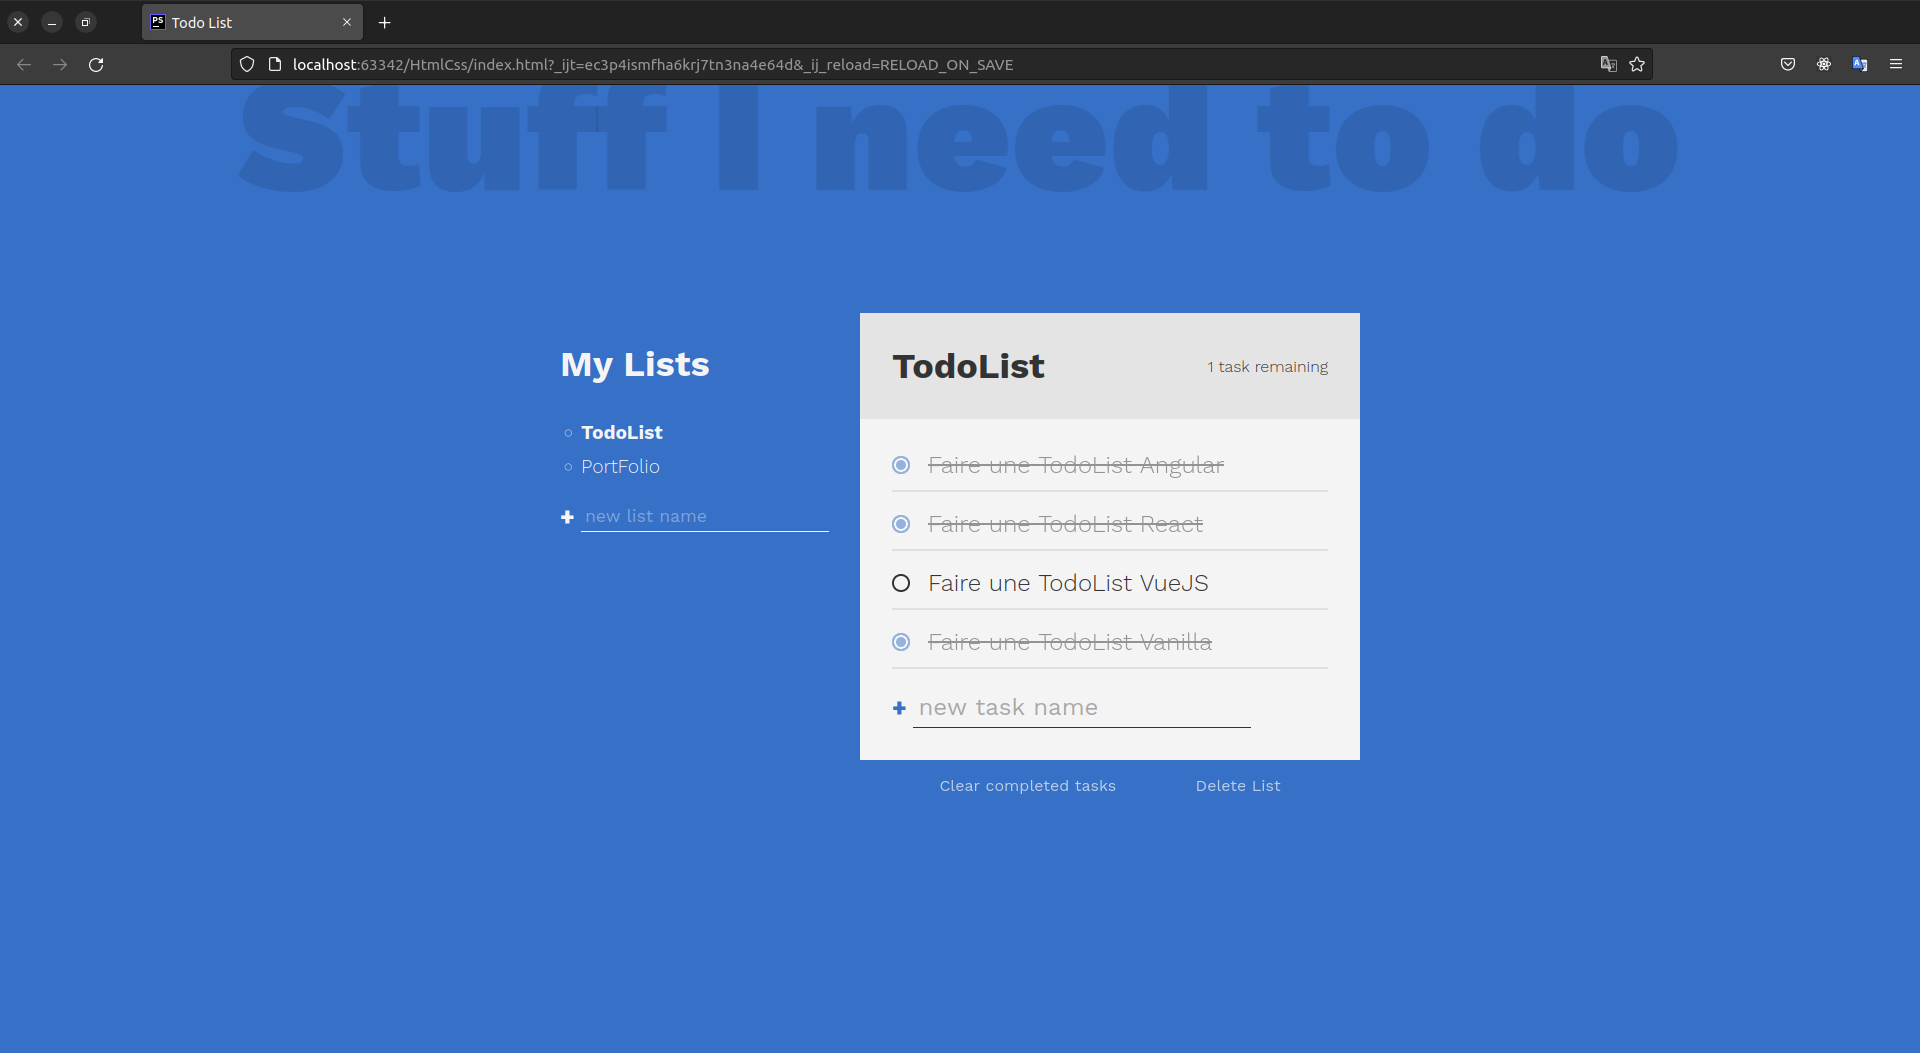 PS Todo List
localhost:63342/HtmlCss/index.html?_ijt=ec3p4ismfha6krj7tn3na4e64d&_ij_reload=RELOAD_ON_SAVE
Stuff I need to do
My Lists
TodoList
PortFolio
new list name
TodoList
1 task remaining
Faire une TodoList Angular
Faire une TodoList React
Faire une TodoList VueJS
Faire une TodoList Vanilla
new task name
Clear completed tasks
Delete List